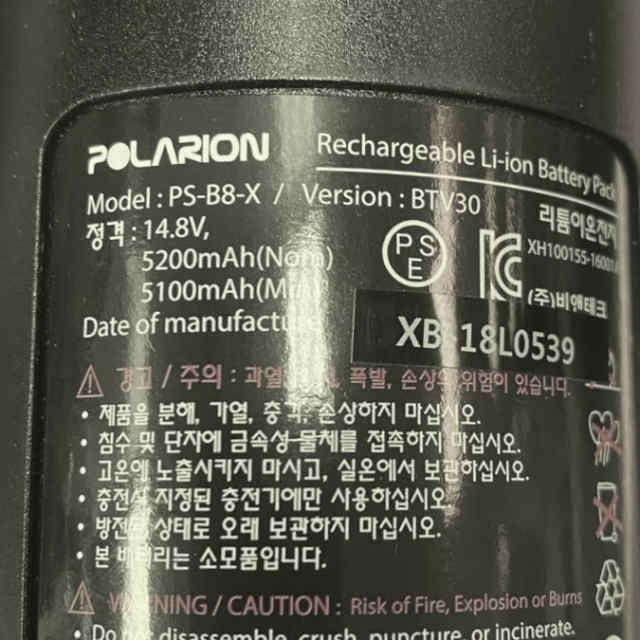 POLARION
Rechargeable Li-ion Battery Pack
Model : PS-B8-X / Version : BTV30
정격 : 14.8V,
5200mAh(Nom)
5100mAh(Min)
리튬이온전지
XH100155-16001
PS
E
(주)비앤테크
Date of manufacture
XB-18L0539
경고 / 주의 : 과열, 폭발, 손상의 위험이 있습니다.
• 제품을 분해, 가열, 충격, 손상하지 마십시오.
• 침수 및 단자에 금속성 물체를 접촉하지 마십시오.
• 고온에 노출시키지 마시고, 실온에서 보관하십시오.
• 충전시 지정된 충전기에만 사용하십시오.
• 방전된 상태로 오래 보관하지 마십시오.
• 본 배터리는 소모품입니다.
WARNING / CAUTION : Risk of Fire, Explosion or Burns
• Do not disassemble, crush, puncture, or incinerate.